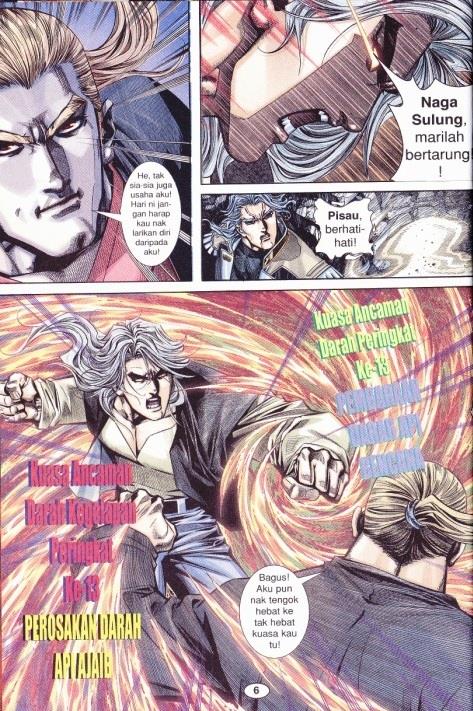 He, tak
sia-sia juga
usaha aku!
Hari ni jan-
gan harap
kau nak
larikan diri
daripada
aku!
Naga
Sulung,
marilah
bertarung
!
Pisau,
berhati-
hati!
Kuasa Ancaman
Darah Peringkat
Ke-13
Kuasa Ancaman
Darah Kegelapan
Peringkat
Ke 13
PEROSAKAN DARAH
API AJAIB
Bagus!
Aku pun
nak tengok
hebat ke
tak hebat
kuasa kau
tu!
6